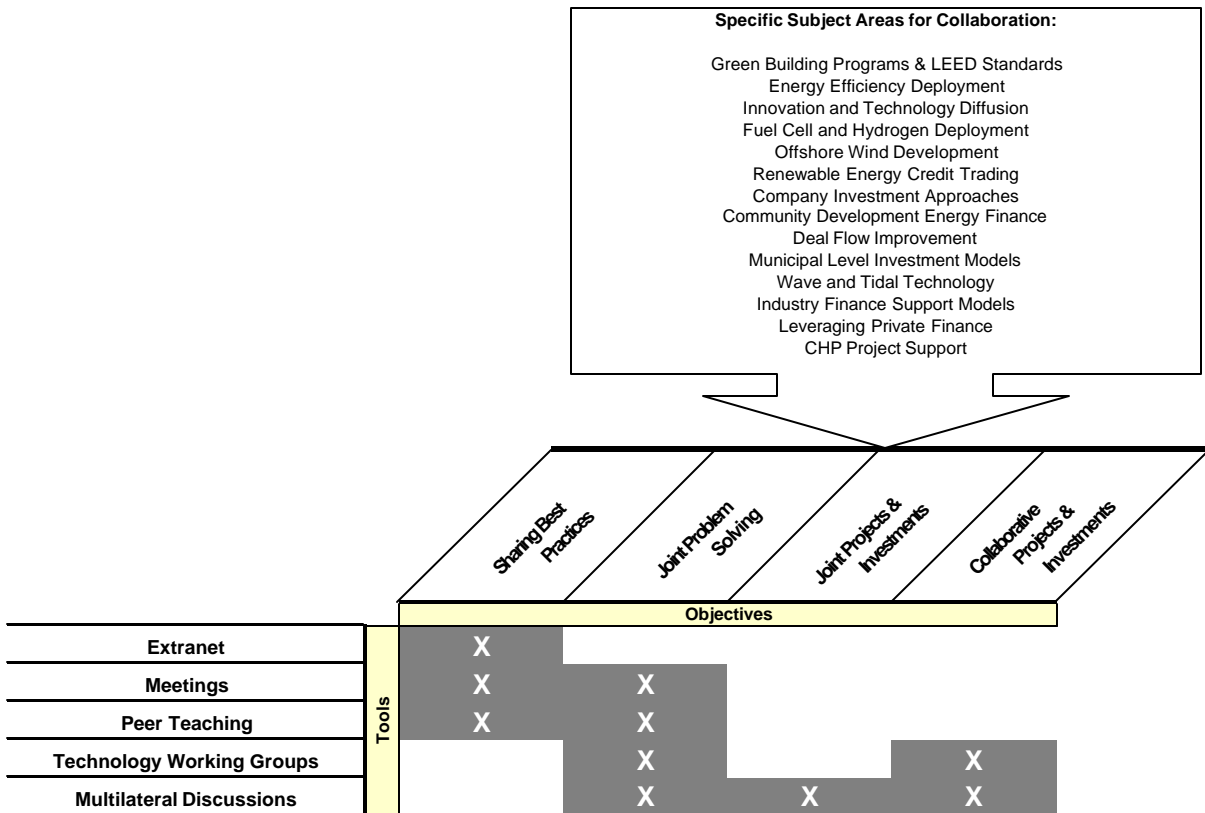 Specific Subject Areas for Collaboration:
Green Building Programs & LEED Standards
Energy Efficiency Deployment
Innovation and Technology Diffusion
Fuel Cell and Hydrogen Deployment
Offshore Wind Development
Renewable Energy Credit Trading
Company Investment Approaches
Community Development Energy Finance
Deal Flow Improvement
Municipal Level Investment Models
Wave and Tidal Technology
Industry Finance Support Models
Leveraging Private Finance
CHP Project Support
Sharing Best
Practices
Joint Problem
Solving
Joint Projects &
Investments
Collaborative
Projects &
Investments
Objectives
Tools
Extranet X
Meetings X X
Peer Teaching X X
Technology Working Groups X X
Multilateral Discussions X X X